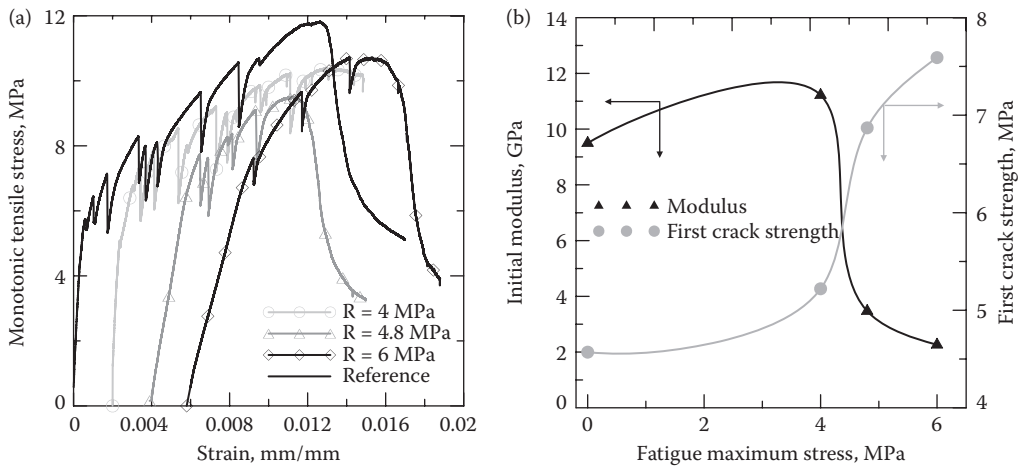 (a)
12
8
4
0
Monotonic tensile stress, MPa
R = 4 MPa
R = 4.8 MPa
R = 6 MPa
Reference
0
0.004
0.008
0.012
0.016
0.02
Strain, mm/mm
(b)
14
12
10
8
6
4
2
0
Initial modulus, GPa
Modulus
First crack strength
8
7
6
5
4
First crack strength, MPa
0
2
4
6
Fatigue maximum stress, MPa